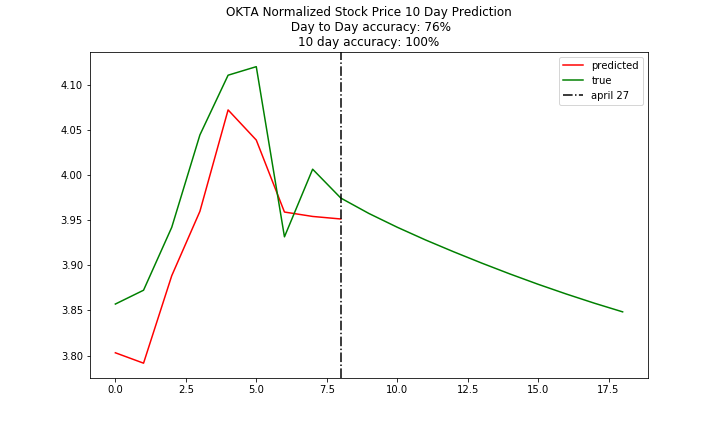 OKTA Normalized Stock Price 10 Day Prediction
Day to Day accuracy: 76%
10 day accuracy: 100%
predicted
true
april 27
4.10
4.05
4.00
3.95
3.90
3.85
3.80
0.0 2.5 5.0 7.5 10.0 12.5 15.0 17.5